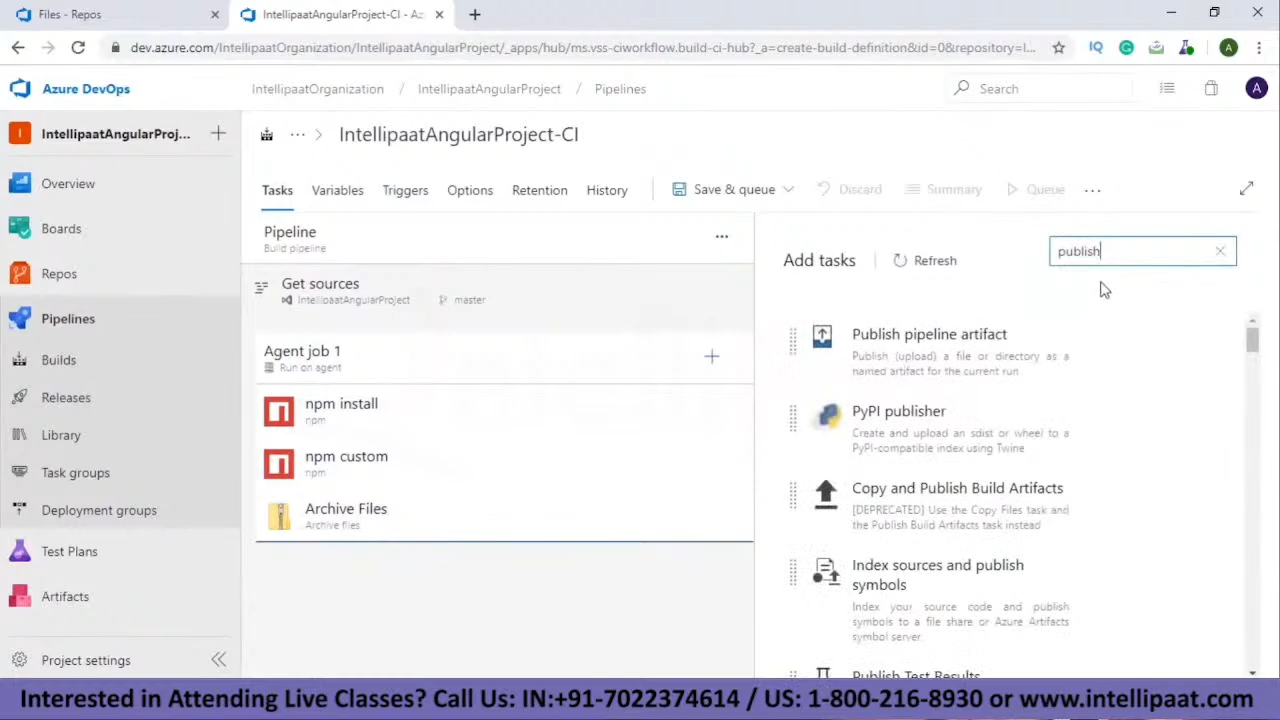 Files - Repos
IntellipaatAngularProject-CI - Az
dev.azure.com/IntellipaatOrganization/IntellipaatAngularProject/_apps/hub/ms.vss-ciworkflow.build-ci-hub?_a=create-build-definition&id=0&repository=I...
Azure DevOps
IntellipaatOrganization / IntellipaatAngularProject / Pipelines
Search
A
I IntellipaatAngularProj...
IntellipaatAngularProject-CI
Overview
Boards
Repos
Pipelines
Builds
Releases
Library
Task groups
Deployment groups
Test Plans
Artifacts
Project settings
Tasks Variables Triggers Options Retention History Save & queue Discard Summary Queue ...
Pipeline
Build pipeline
Get sources
IntellipaatAngularProject master
Agent job 1
Run on agent
npm install
npm
npm custom
npm
Archive Files
Archive files
Add tasks Refresh publish
Publish pipeline artifact
Publish (upload) a file or directory as a
named artifact for the current run
PyPI publisher
Create and upload an sdist or wheel to a
PyPI-compatible index using Twine
Copy and Publish Build Artifacts
[DEPRECATED] Use the Copy Files task and
the Publish Build Artifacts task instead
Index sources and publish
symbols
Index your source code and publish
symbols to a file share or Azure Artifacts
symbol server.
Publish Test Results
Interested in Attending Live Classes? Call Us: IN:+91-7022374614 / US: 1-800-216-8930 or www.intellipaat.com